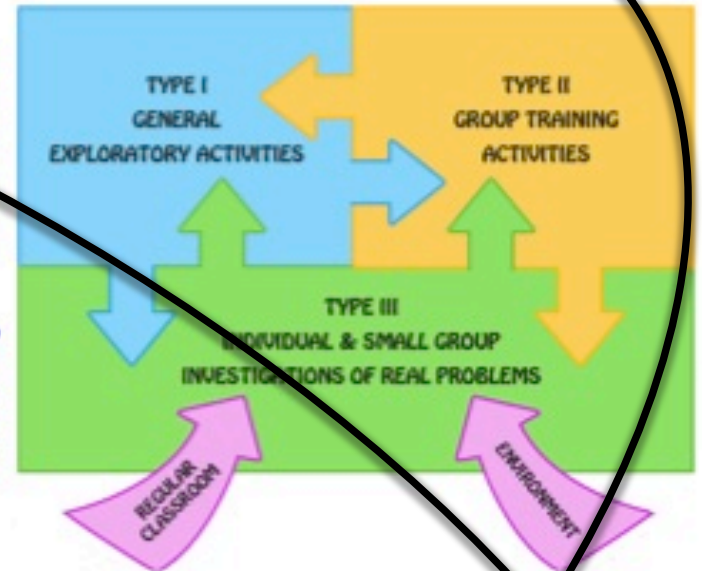 TYPE I
GENERAL
EXPLORATORY ACTIVITIES
TYPE II
GROUP TRAINING
ACTIVITIES
TYPE III
INDIVIDUAL & SMALL GROUP
INVESTIGATIONS OF REAL PROBLEMS
REGULAR
CLASSROOM
ENVIRONMENT